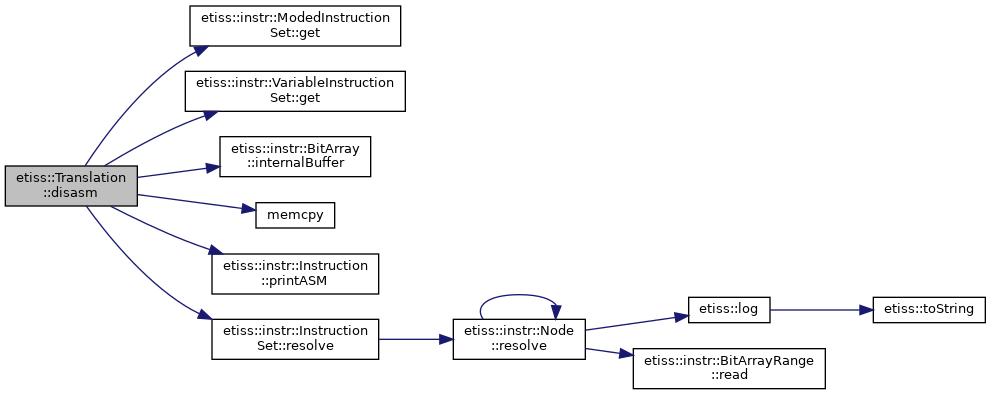 etiss::Translation
::disasm
etiss::instr::ModedInstruction
Set::get
etiss::instr::VariableInstruction
Set::get
etiss::instr::BitArray
::internalBuffer
memcpy
etiss::instr::Instruction
::printASM
etiss::instr::Instruction
Set::resolve
etiss::instr::Node
::resolve
etiss::log
etiss::toString
etiss::instr::BitArrayRange
::read